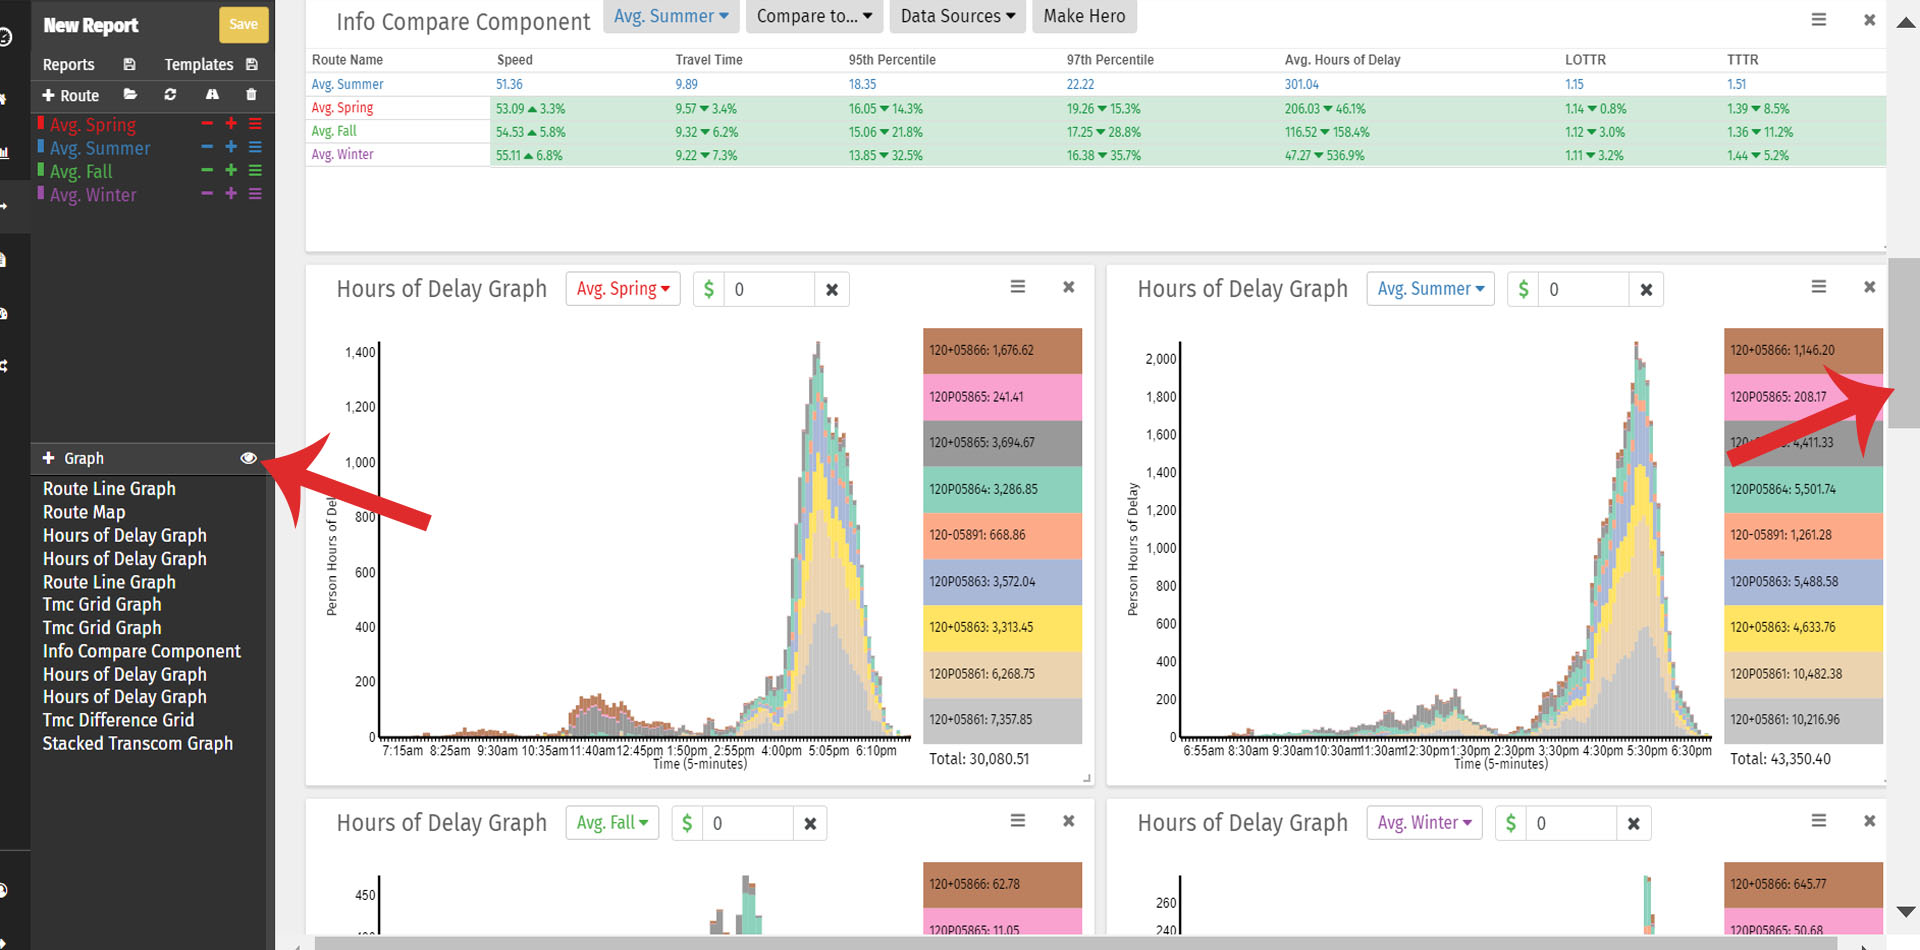 New Report
Save
Reports
Templates
Route
Avg. Spring
Avg. Summer
Avg. Fall
Avg. Winter
Graph
Route Line Graph
Route Map
Hours of Delay Graph
Hours of Delay Graph
Route Line Graph
Tmc Grid Graph
Tmc Grid Graph
Info Compare Component
Hours of Delay Graph
Hours of Delay Graph
Tmc Difference Grid
Stacked Transcom Graph
Info Compare Component Avg. Summer Compare to... Data Sources Make Hero
Route Name Speed Travel Time 95th Percentile 97th Percentile Avg. Hours of Delay LOTTR TTTR
Avg. Summer 51.36 9.89 18.35 22.22 301.04 1.15 1.51
Avg. Spring 53.09 ▲ 3.3% 9.57 ▼ 3.4% 16.05 ▼ 14.3% 19.26 ▼ 15.3% 206.03 ▼ 46.1% 1.14 ▼ 0.8% 1.39 ▼ 8.5%
Avg. Fall 54.53 ▲ 5.8% 9.32 ▼ 6.2% 15.06 ▼ 21.8% 17.25 ▼ 28.8% 116.52 ▼ 158.4% 1.12 ▼ 3.0% 1.36 ▼ 11.2%
Avg. Winter 55.11 ▲ 6.8% 9.22 ▼ 7.3% 13.85 ▼ 32.5% 16.38 ▼ 35.7% 47.27 ▼ 536.9% 1.11 ▼ 3.2% 1.44 ▼ 5.2%
Hours of Delay Graph Avg. Spring $ 0
1,400
1,200
1,000
800
600
400
200
0
Person Hours of Del
7:15am 8:25am 9:30am 10:35am 11:40am 12:45pm 1:50pm 2:55pm 4:00pm 5:05pm 6:10pm
Time (5-minutes)
120+05866: 1,676.62
120P05865: 241.41
120+05865: 3,694.67
120P05864: 3,286.85
120-05891: 668.86
120P05863: 3,572.04
120+05863: 3,313.45
120P05861: 6,268.75
120+05861: 7,357.85
Total: 30,080.51
Hours of Delay Graph Avg. Summer $ 0
2,000
1,800
1,600
1,400
1,200
1,000
800
600
400
200
0
Person Hours of Delay
6:55am 8:30am 9:30am 10:30am 11:30am 12:30pm 1:30pm 2:30pm 3:30pm 4:30pm 5:30pm 6:30pm
Time (5-minutes)
120+05866: 1,146.20
120P05865: 208.17
4,411.33
120P05864: 5,501.74
120-05891: 1,261.28
120P05863: 5,488.58
120+05863: 4,633.76
120P05861: 10,482.38
120+05861: 10,216.96
Total: 43,350.40
Hours of Delay Graph Avg. Fall $ 0
450
120+05866: 62.78
120P05865: 11.05
Hours of Delay Graph Avg. Winter $ 0
260
240
120+05866: 645.77
120P05865: 50.68